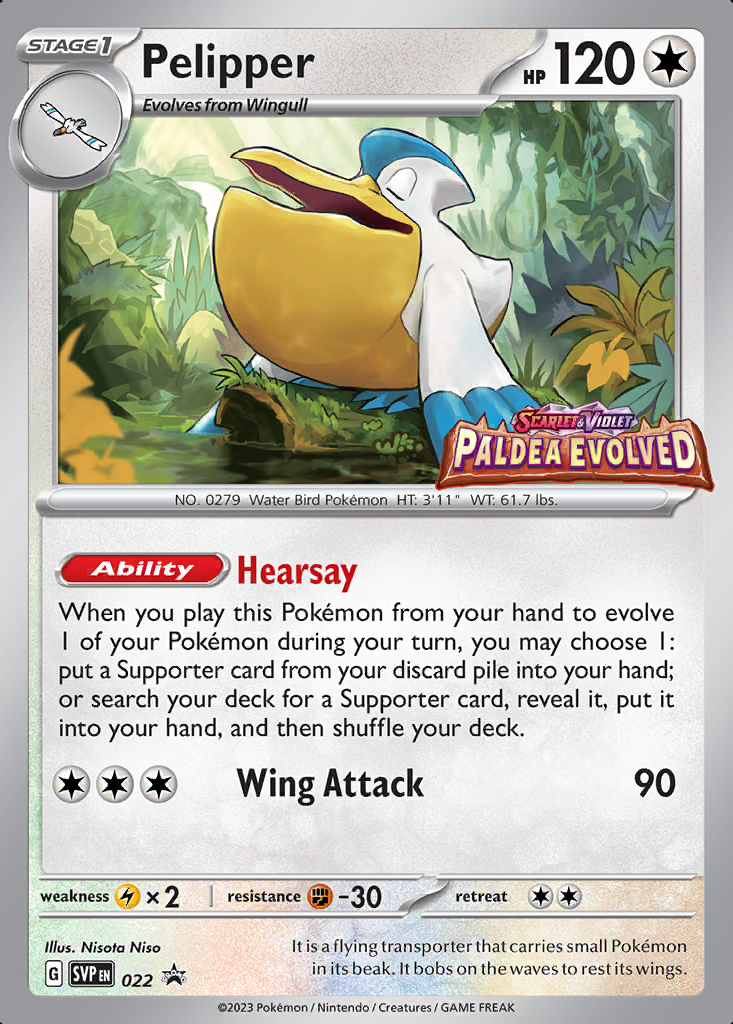 STAGE 1
Pelipper
HP 120
Evolves from Wingull
SCARLET & VIOLET
PALDEA EVOLVED
NO. 0279 Water Bird Pokémon HT: 3'11" WT: 61.7 lbs.
Ability Hearsay
When you play this Pokémon from your hand to evolve
1 of your Pokémon during your turn, you may choose 1:
put a Supporter card from your discard pile into your hand;
or search your deck for a Supporter card, reveal it, put it
into your hand, and then shuffle your deck.
Wing Attack 90
weakness ×2 resistance -30 retreat
Illus. Nisota Niso
G SVP EN 022
It is a flying transporter that carries small Pokémon
in its beak. It bobs on the waves to rest its wings.
©2023 Pokémon / Nintendo / Creatures / GAME FREAK